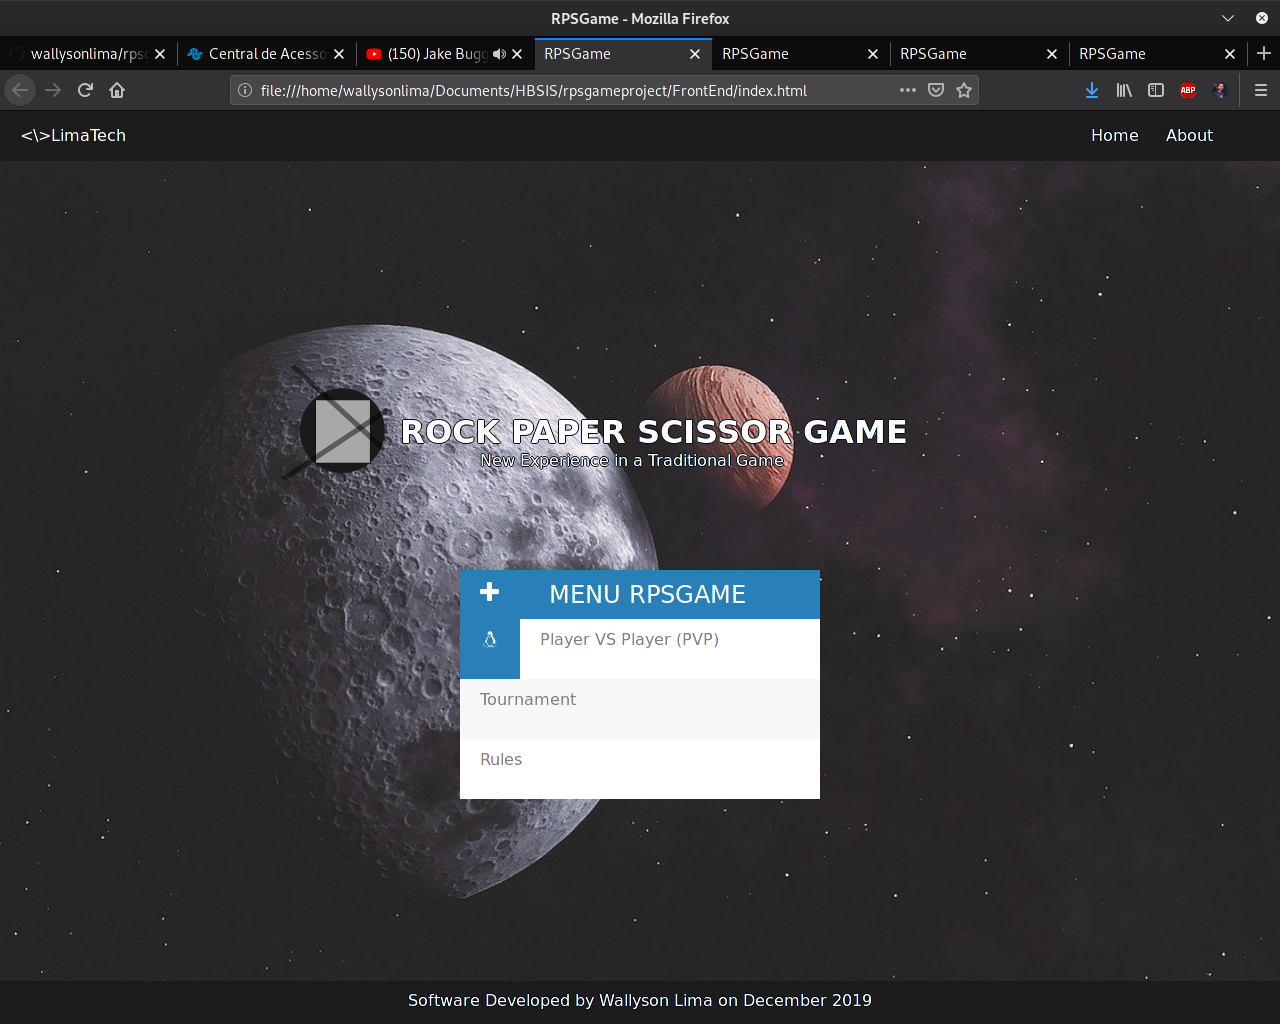 RPSGame - Mozilla Firefox
wallysonlima/rps
Central de Acesso
(150) Jake Bugg
RPSGame
RPSGame
RPSGame
RPSGame
file:///home/wallysonlima/Documents/HBSIS/rpsgameproject/FrontEnd/index.html
ABP
<\>LimaTech
Home
About
ROCK PAPER SCISSOR GAME
New Experience in a Traditional Game
MENU RPSGAME
Player VS Player (PVP)
Tournament
Rules
Software Developed by Wallyson Lima on December 2019